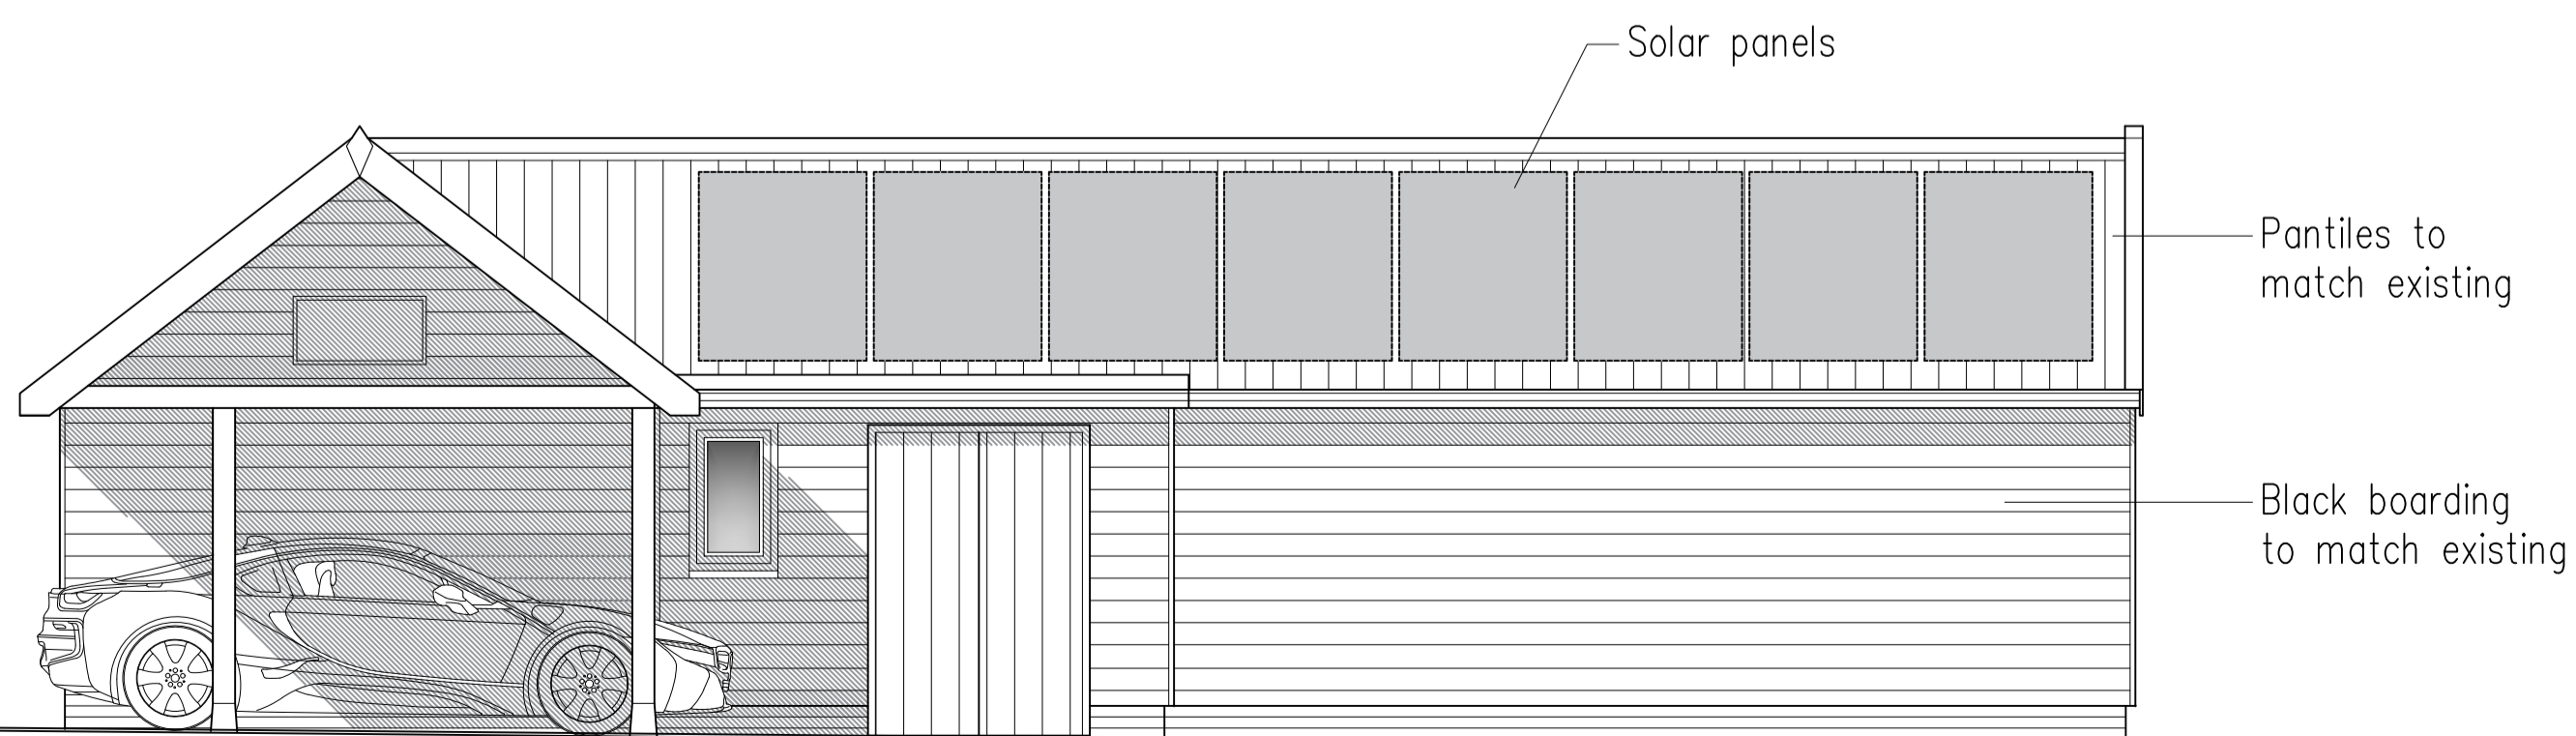 Solar panels
Pantiles to
match existing
Black boarding
to match existing